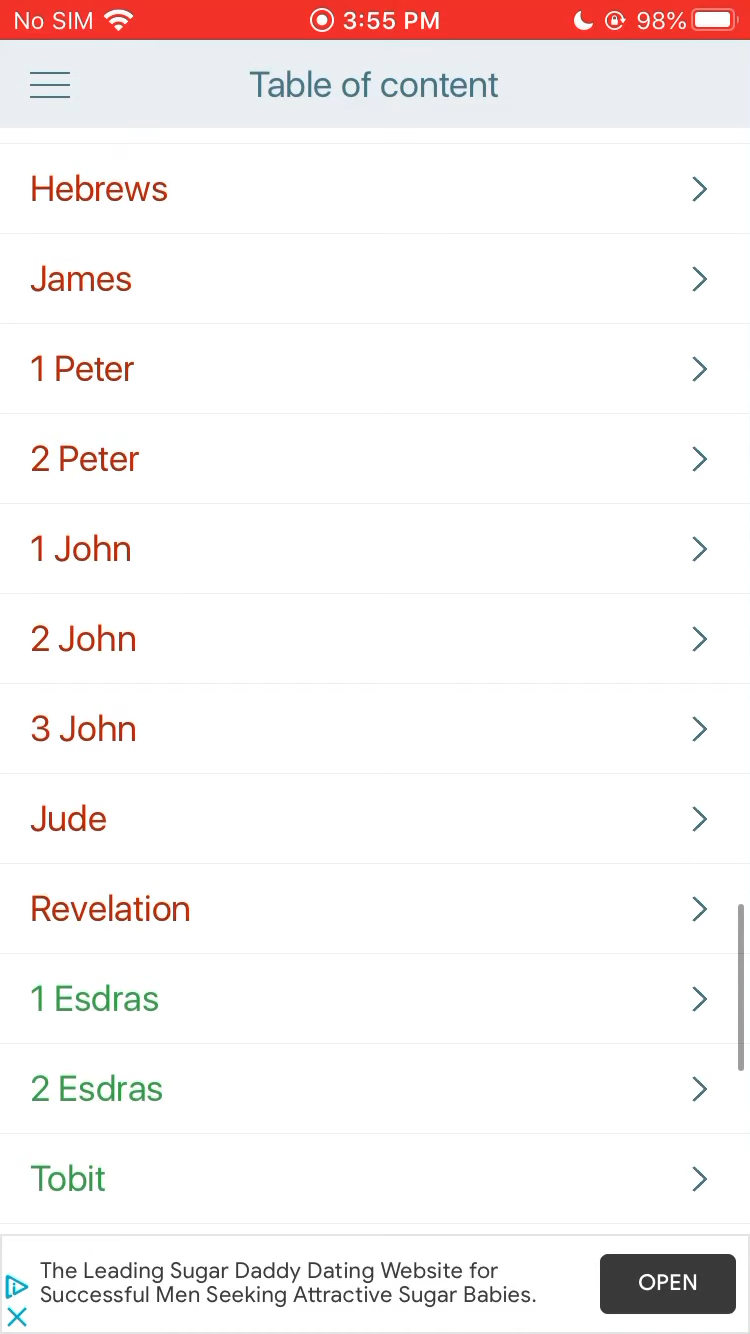 No SIM 3:55 PM 98%
Table of content
Hebrews
James
1 Peter
2 Peter
1 John
2 John
3 John
Jude
Revelation
1 Esdras
2 Esdras
Tobit
The Leading Sugar Daddy Dating Website for
Successful Men Seeking Attractive Sugar Babies.
OPEN